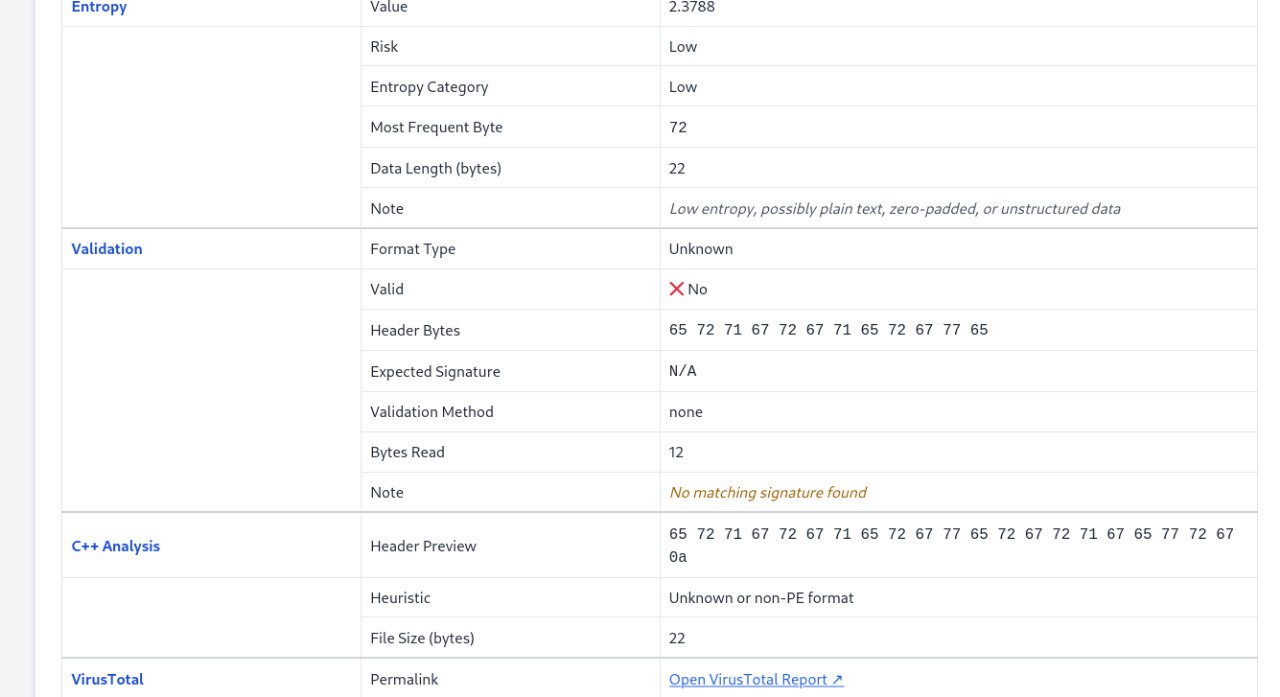 Entropy Value 2.3788
Risk Low
Entropy Category Low
Most Frequent Byte 72
Data Length (bytes) 22
Note Low entropy, possibly plain text, zero-padded, or unstructured data
Validation Format Type Unknown
Valid ❌ No
Header Bytes 65 72 71 67 72 67 71 65 72 67 77 65
Expected Signature N/A
Validation Method none
Bytes Read 12
Note No matching signature found
C++ Analysis Header Preview 65 72 71 67 72 67 71 65 72 67 77 65 72 67 72 71 67 65 77 72 67
0a
Heuristic Unknown or non-PE format
File Size (bytes) 22
VirusTotal Permalink Open VirusTotal Report ↗